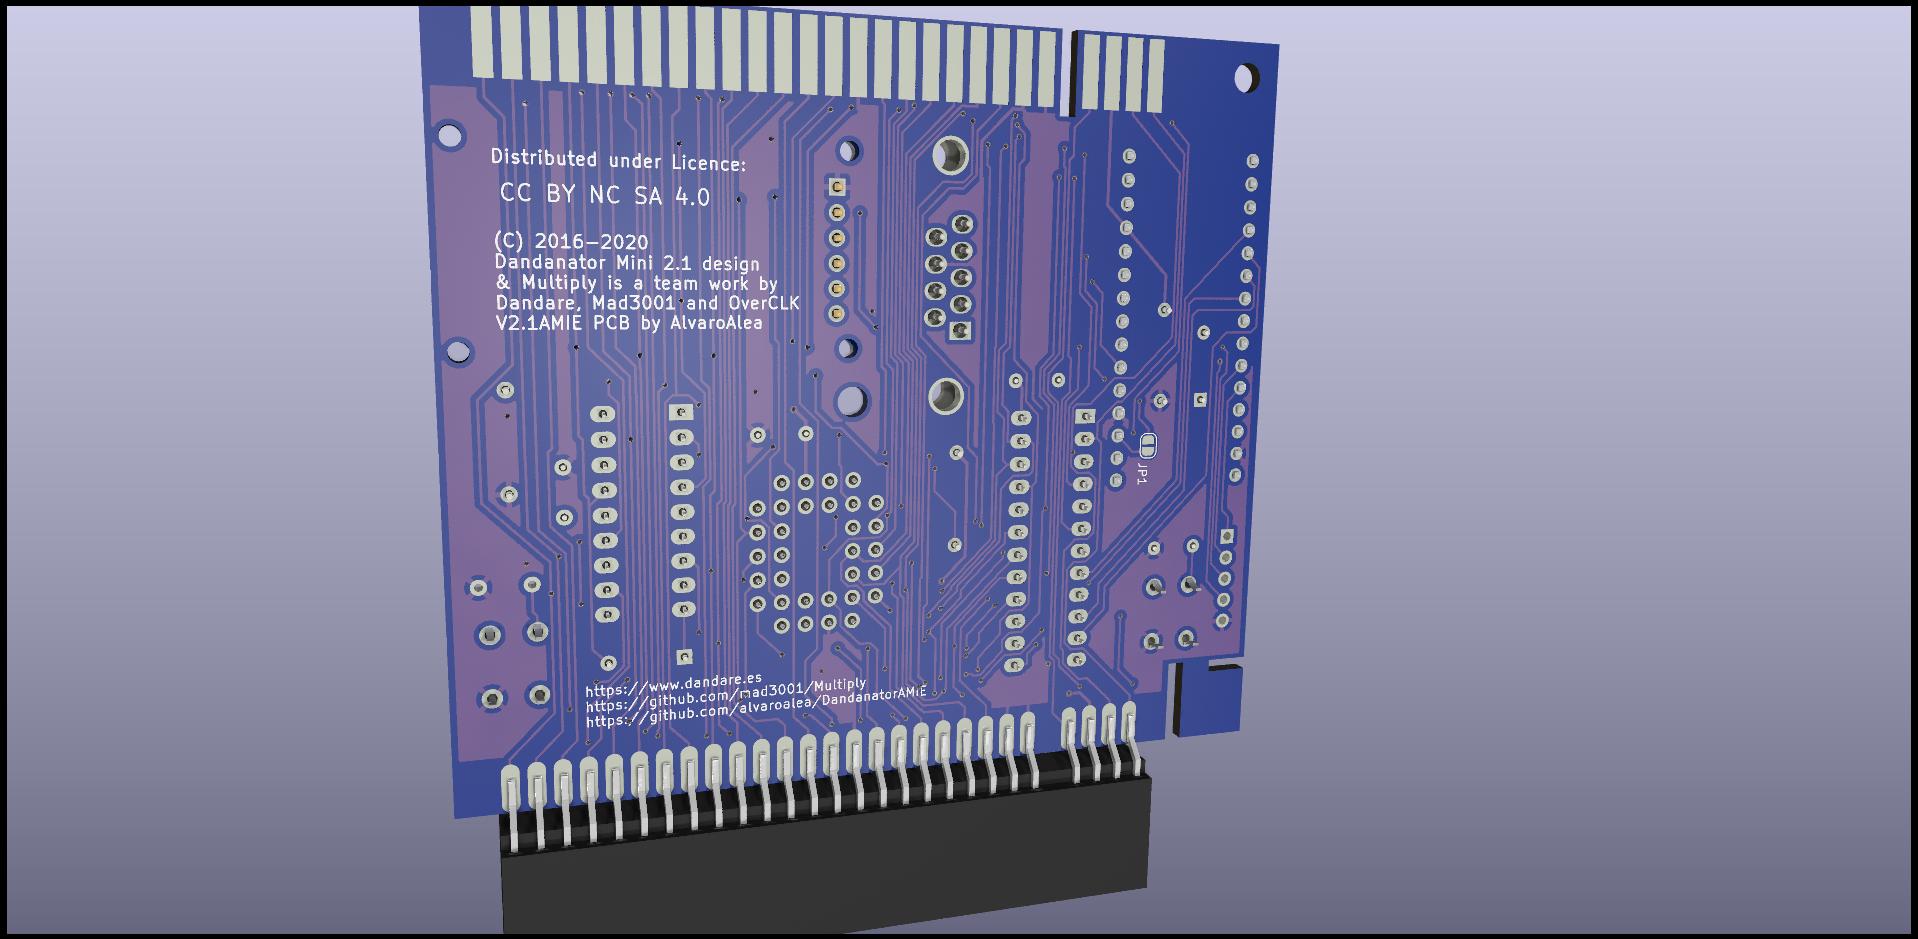 Distributed under Licence:
CC BY NC SA 4.0
(C) 2016-2020
Dandanator Mini 2.1 design
& Multiply is a team work by
Dandare, Mad3001 and OverCLK
V2.1AMIE PCB by AlvaroAlea
JP1
https://www.dandare.es
https://github.com/mad3001/Multiply
https://github.com/alvaroalea/DandanatorAMiE